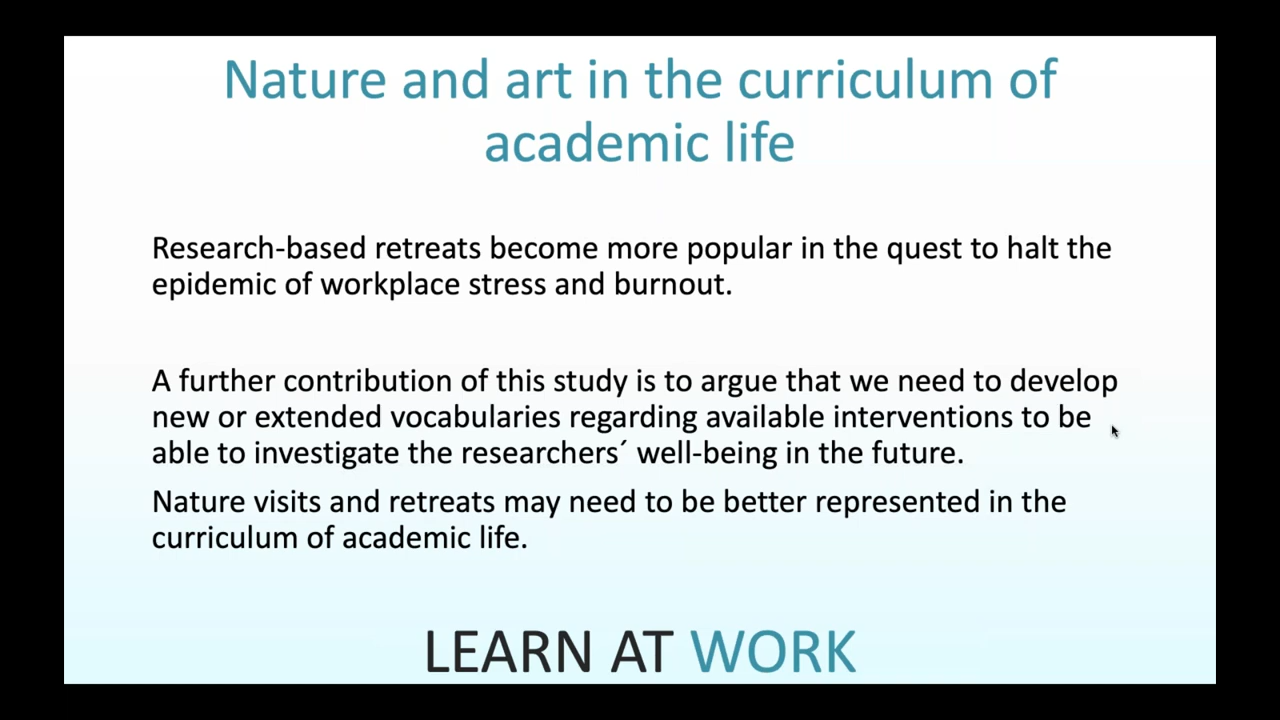 Nature and art in the curriculum of
academic life
Research-based retreats become more popular in the quest to halt the
epidemic of workplace stress and burnout.
A further contribution of this study is to argue that we need to develop
new or extended vocabularies regarding available interventions to be
able to investigate the researchers´ well-being in the future.
Nature visits and retreats may need to be better represented in the
curriculum of academic life.
LEARN AT WORK